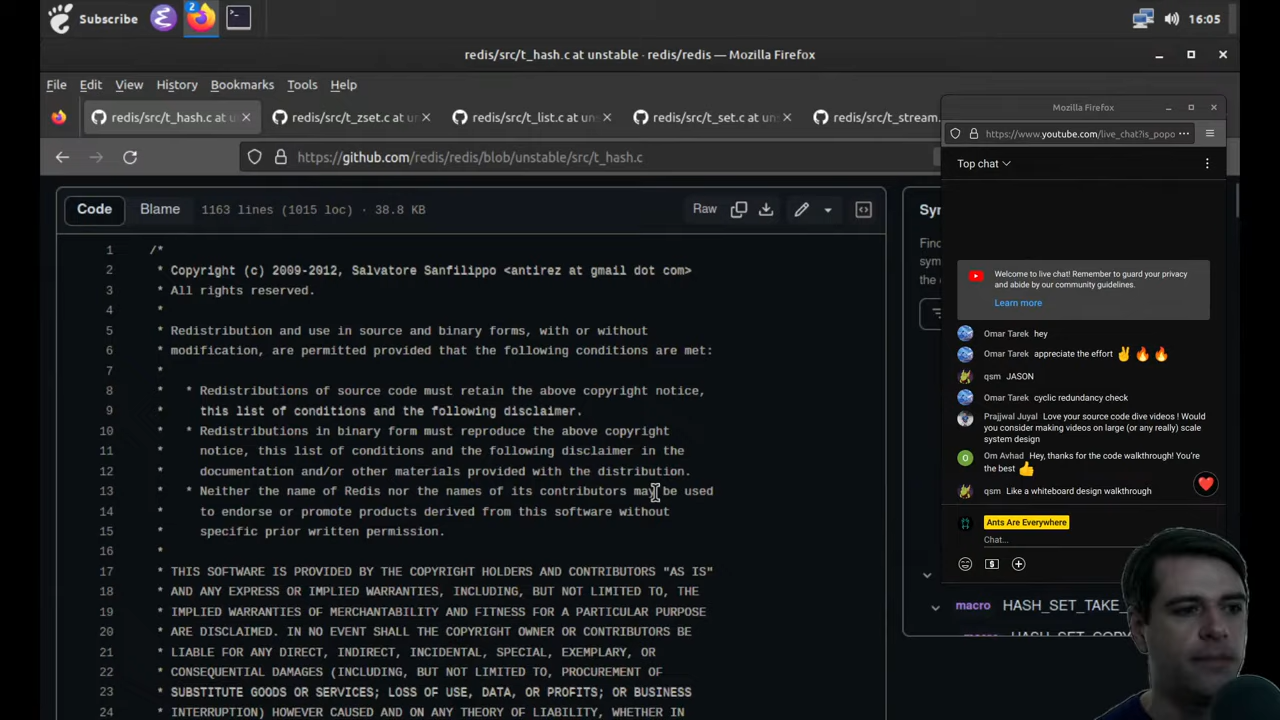 Subscribe
2
16:05
redis/src/t_hash.c at unstable · redis/redis — Mozilla Firefox
File Edit View History Bookmarks Tools Help
redis/src/t_hash.c at u
redis/src/t_zset.c at un
redis/src/t_list.c at uns
redis/src/t_set.c at uns
redis/src/t_stream.
https://github.com/redis/redis/blob/unstable/src/t_hash.c
Code Blame 1163 lines (1015 loc) · 38.8 KB
Raw
1 /*
2 * Copyright (c) 2009-2012, Salvatore Sanfilippo <antirez at gmail dot com>
3 * All rights reserved.
4 *
5 * Redistribution and use in source and binary forms, with or without
6 * modification, are permitted provided that the following conditions are met:
7 *
8 * * Redistributions of source code must retain the above copyright notice,
9 * this list of conditions and the following disclaimer.
10 * * Redistributions in binary form must reproduce the above copyright
11 * notice, this list of conditions and the following disclaimer in the
12 * documentation and/or other materials provided with the distribution.
13 * * Neither the name of Redis nor the names of its contributors may be used
14 * to endorse or promote products derived from this software without
15 * specific prior written permission.
16 *
17 * THIS SOFTWARE IS PROVIDED BY THE COPYRIGHT HOLDERS AND CONTRIBUTORS "AS IS"
18 * AND ANY EXPRESS OR IMPLIED WARRANTIES, INCLUDING, BUT NOT LIMITED TO, THE
19 * IMPLIED WARRANTIES OF MERCHANTABILITY AND FITNESS FOR A PARTICULAR PURPOSE
20 * ARE DISCLAIMED. IN NO EVENT SHALL THE COPYRIGHT OWNER OR CONTRIBUTORS BE
21 * LIABLE FOR ANY DIRECT, INDIRECT, INCIDENTAL, SPECIAL, EXEMPLARY, OR
22 * CONSEQUENTIAL DAMAGES (INCLUDING, BUT NOT LIMITED TO, PROCUREMENT OF
23 * SUBSTITUTE GOODS OR SERVICES; LOSS OF USE, DATA, OR PROFITS; OR BUSINESS
24 * INTERRUPTION) HOWEVER CAUSED AND ON ANY THEORY OF LIABILITY, WHETHER IN
Sy
Find
sym
the
macro HASH_SET_TAKE_
Mozilla Firefox
https://www.youtube.com/live_chat?is_popo
Top chat
Welcome to live chat! Remember to guard your privacy
and abide by our community guidelines.
Learn more
Omar Tarek hey
Omar Tarek appreciate the effort ✌🔥🔥
qsm JASON
Omar Tarek cyclic redundancy check
Prajjwal Juyal Love your source code dive videos ! Would
you consider making videos on large (or any really) scale
system design
O Om Avhad Hey, thanks for the code walkthrough! You're
the best 👍
qsm Like a whiteboard design walkthrough
Ants Are Everywhere
Chat...